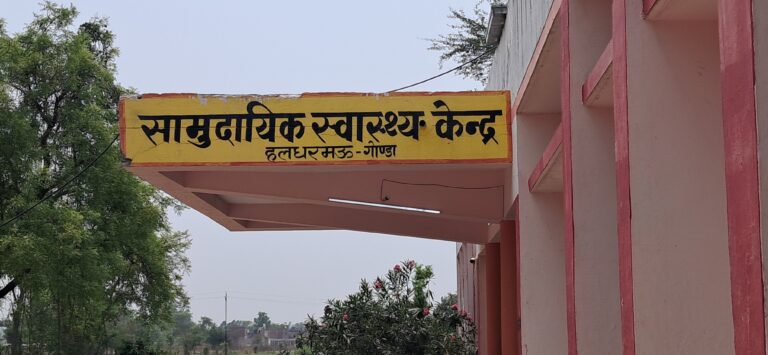 सामुदायिक स्वास्थ्य केन्द्र
हलधरमऊ-गोण्डा